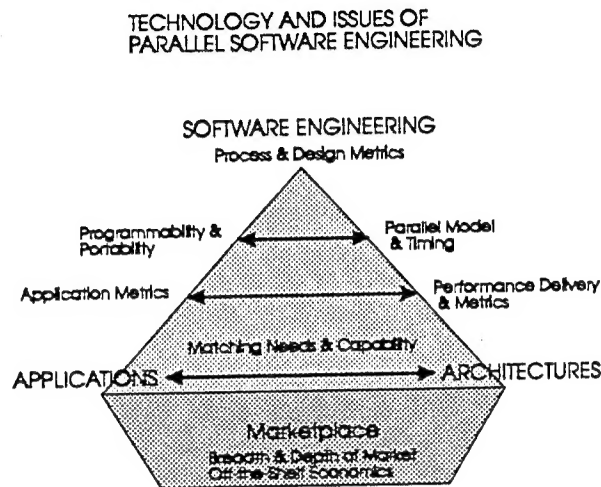 TECHNOLOGY AND ISSUES OF
PARALLEL SOFTWARE ENGINEERING
SOFTWARE ENGINEERING
Process & Design Metrics
Programmability &
Portability
Parallel Model
& Timing
Application Metrics
Performance Delivery
& Metrics
Matching Needs & Capability
APPLICATIONS
ARCHITECTURES
Marketplace
Breadth & Depth of Market
Off-the Shelf Economics